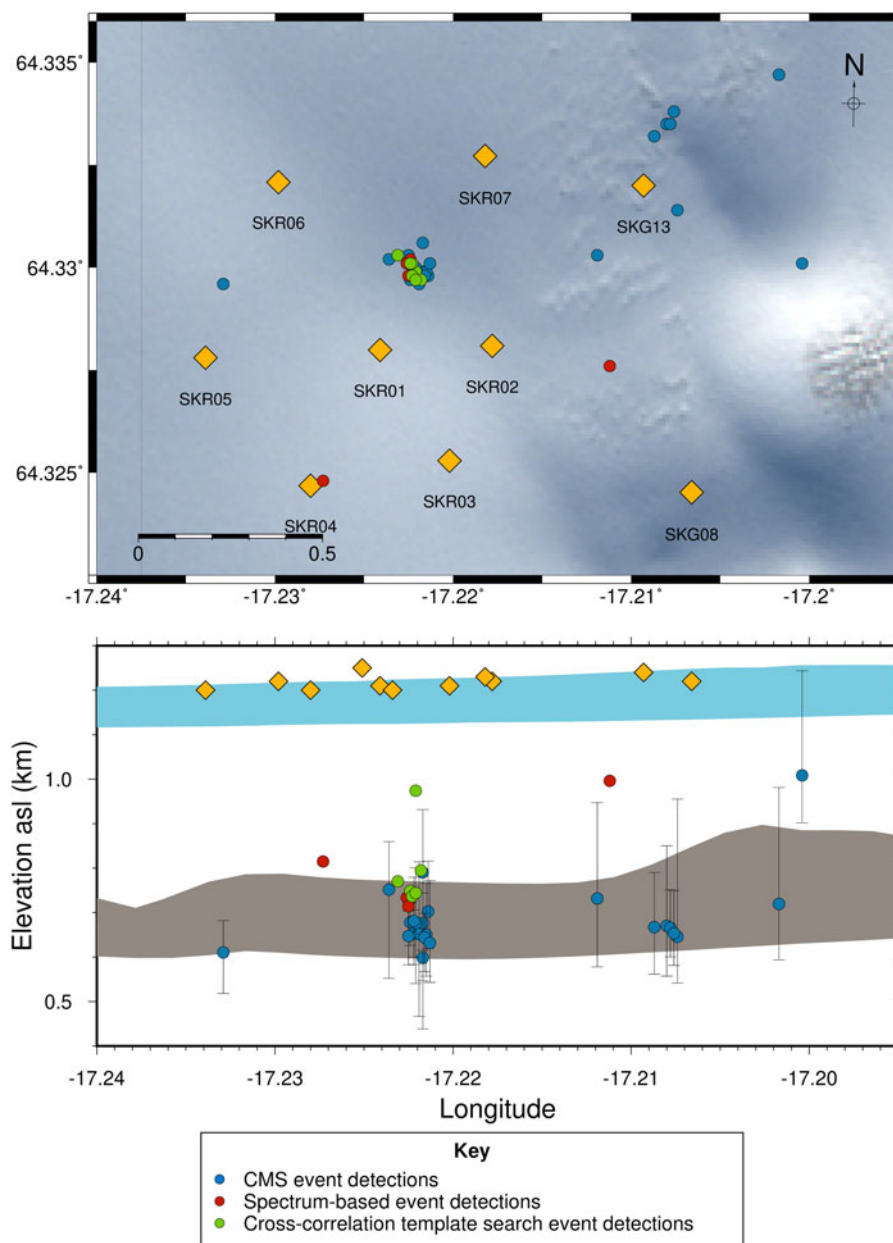 64.335°
N
SKR07
SKR06
SKG13
64.33°
SKR05
SKR01
SKR02
64.325°
SKR03
SKR04
SKG08
0 0.5
-17.24° -17.23° -17.22° -17.21° -17.2°
Elevation asl (km)
1.0
0.5
-17.24 -17.23 -17.22 -17.21 -17.20
Longitude
Key
CMS event detections
Spectrum-based event detections
Cross-correlation template search event detections